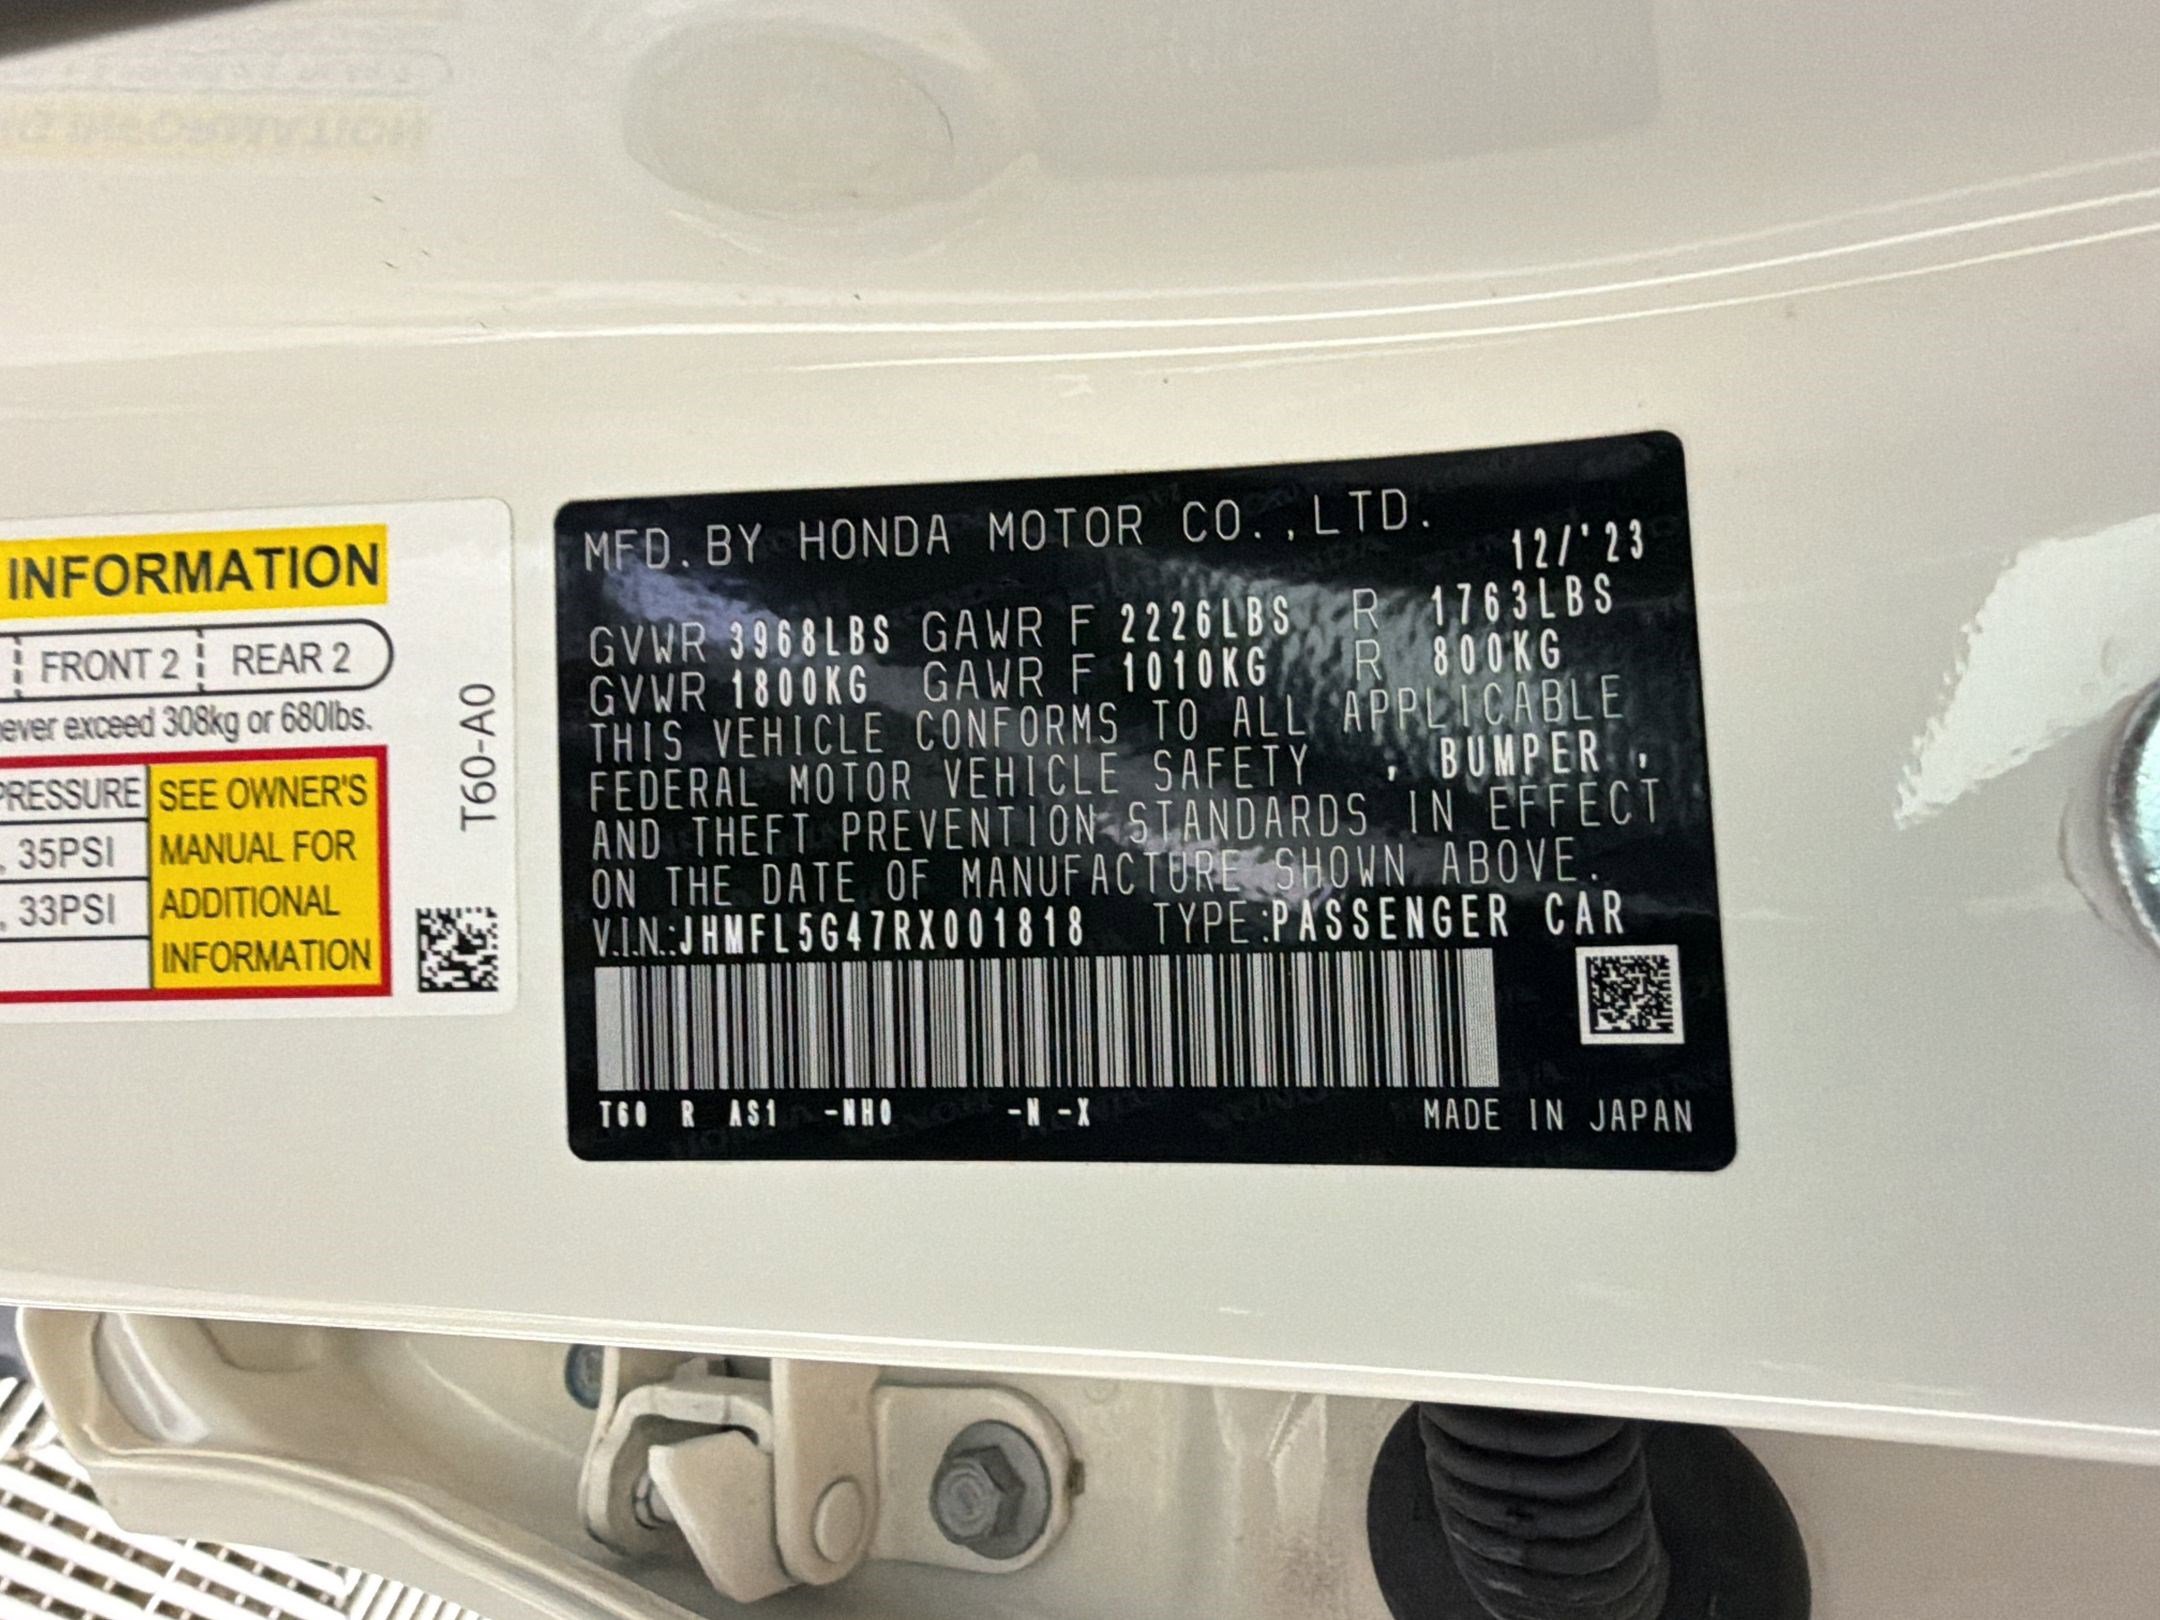 INFORMATION
FRONT 2 REAR 2
ever exceed 308kg or 680lbs.
PRESSURE SEE OWNER'S
, 35PSI MANUAL FOR
, 33PSI ADDITIONAL
INFORMATION
T60-A0
MFD. BY HONDA MOTOR CO.,LTD.
12/'23
GVWR 3968LBS GAWR F 2226LBS R 1763LBS
GVWR 1800KG GAWR F 1010KG R 800KG
THIS VEHICLE CONFORMS TO ALL APPLICABLE
FEDERAL MOTOR VEHICLE SAFETY , BUMPER ,
AND THEFT PREVENTION STANDARDS IN EFFECT
ON THE DATE OF MANUFACTURE SHOWN ABOVE.
V.I.N.:JHMFL5G47RX001818 TYPE:PASSENGER CAR
T60 R AS1 -NH0 -N -X MADE IN JAPAN